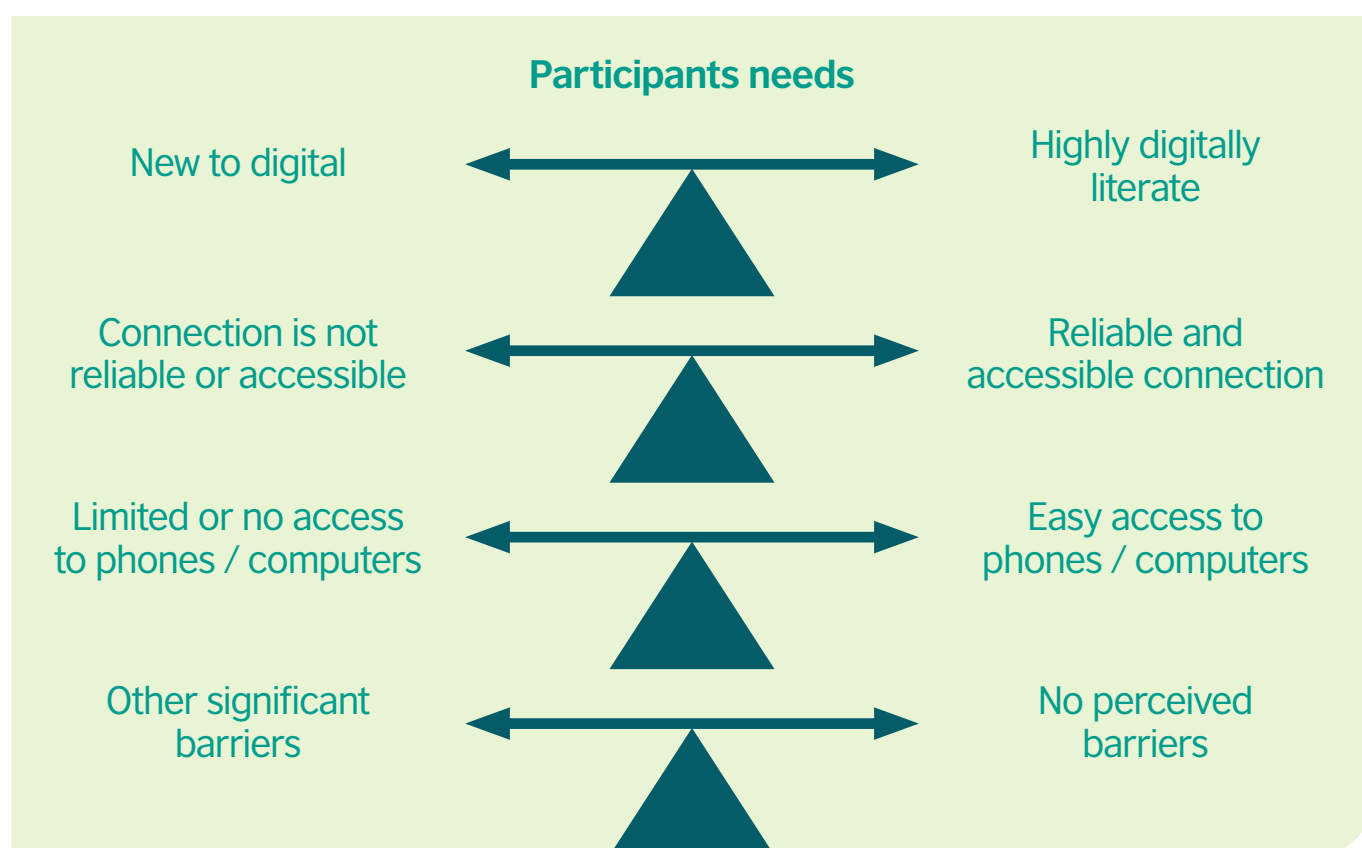 Participants needs
New to digital
Highly digitally
literate
Connection is not
reliable or accessible
Reliable and
accessible connection
Limited or no access
to phones / computers
Easy access to
phones / computers
Other significant
barriers
No perceived
barriers